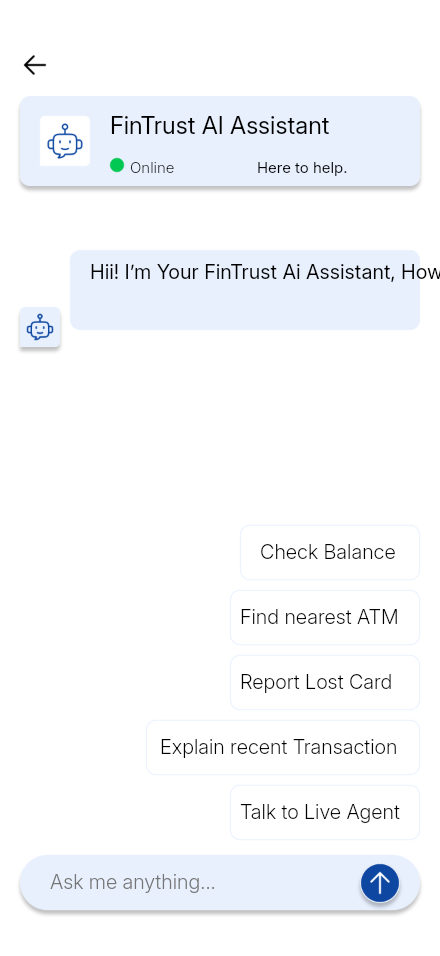 FinTrust AI Assistant
Online Here to help.
Hii! I’m Your FinTrust Ai Assistant, How
Check Balance
Find nearest ATM
Report Lost Card
Explain recent Transaction
Talk to Live Agent
Ask me anything...